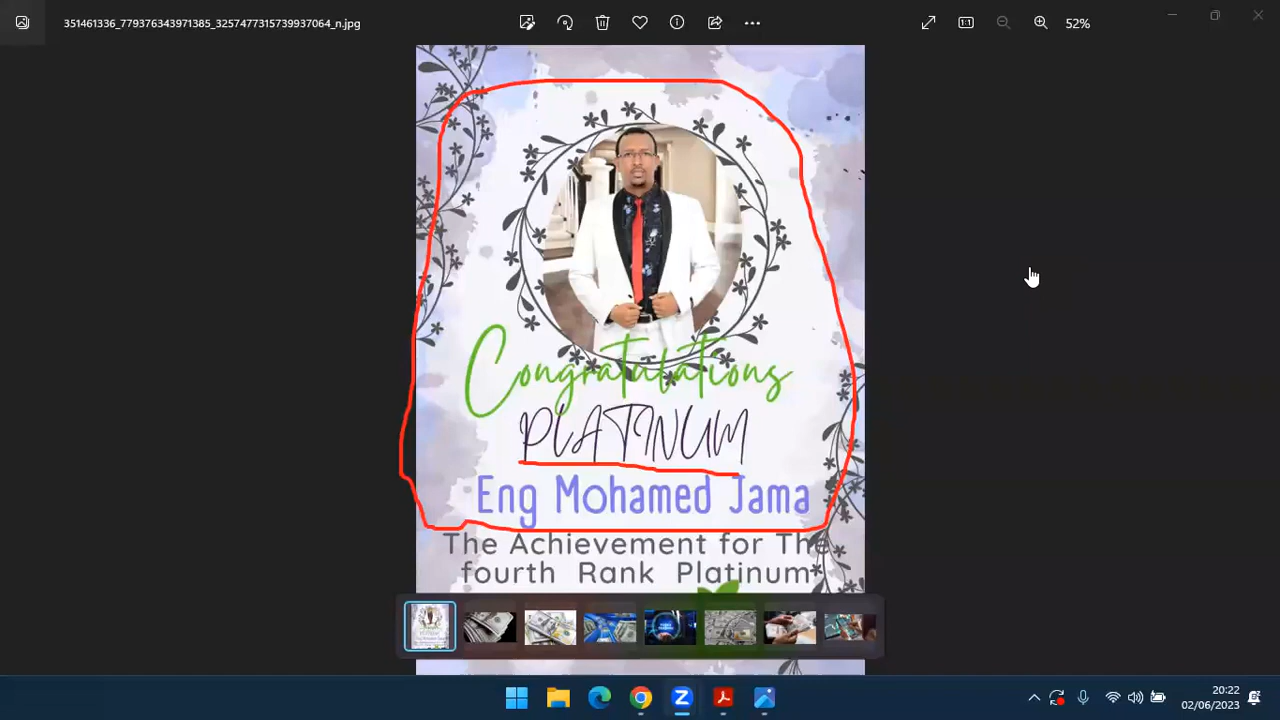 351461336_779376343971385_3257477315739937064_n.jpg
52%
Congratulations
PLATINUM
Eng Mohamed Jama
The Achievement for The
fourth Rank Platinum
20:22
02/06/2023